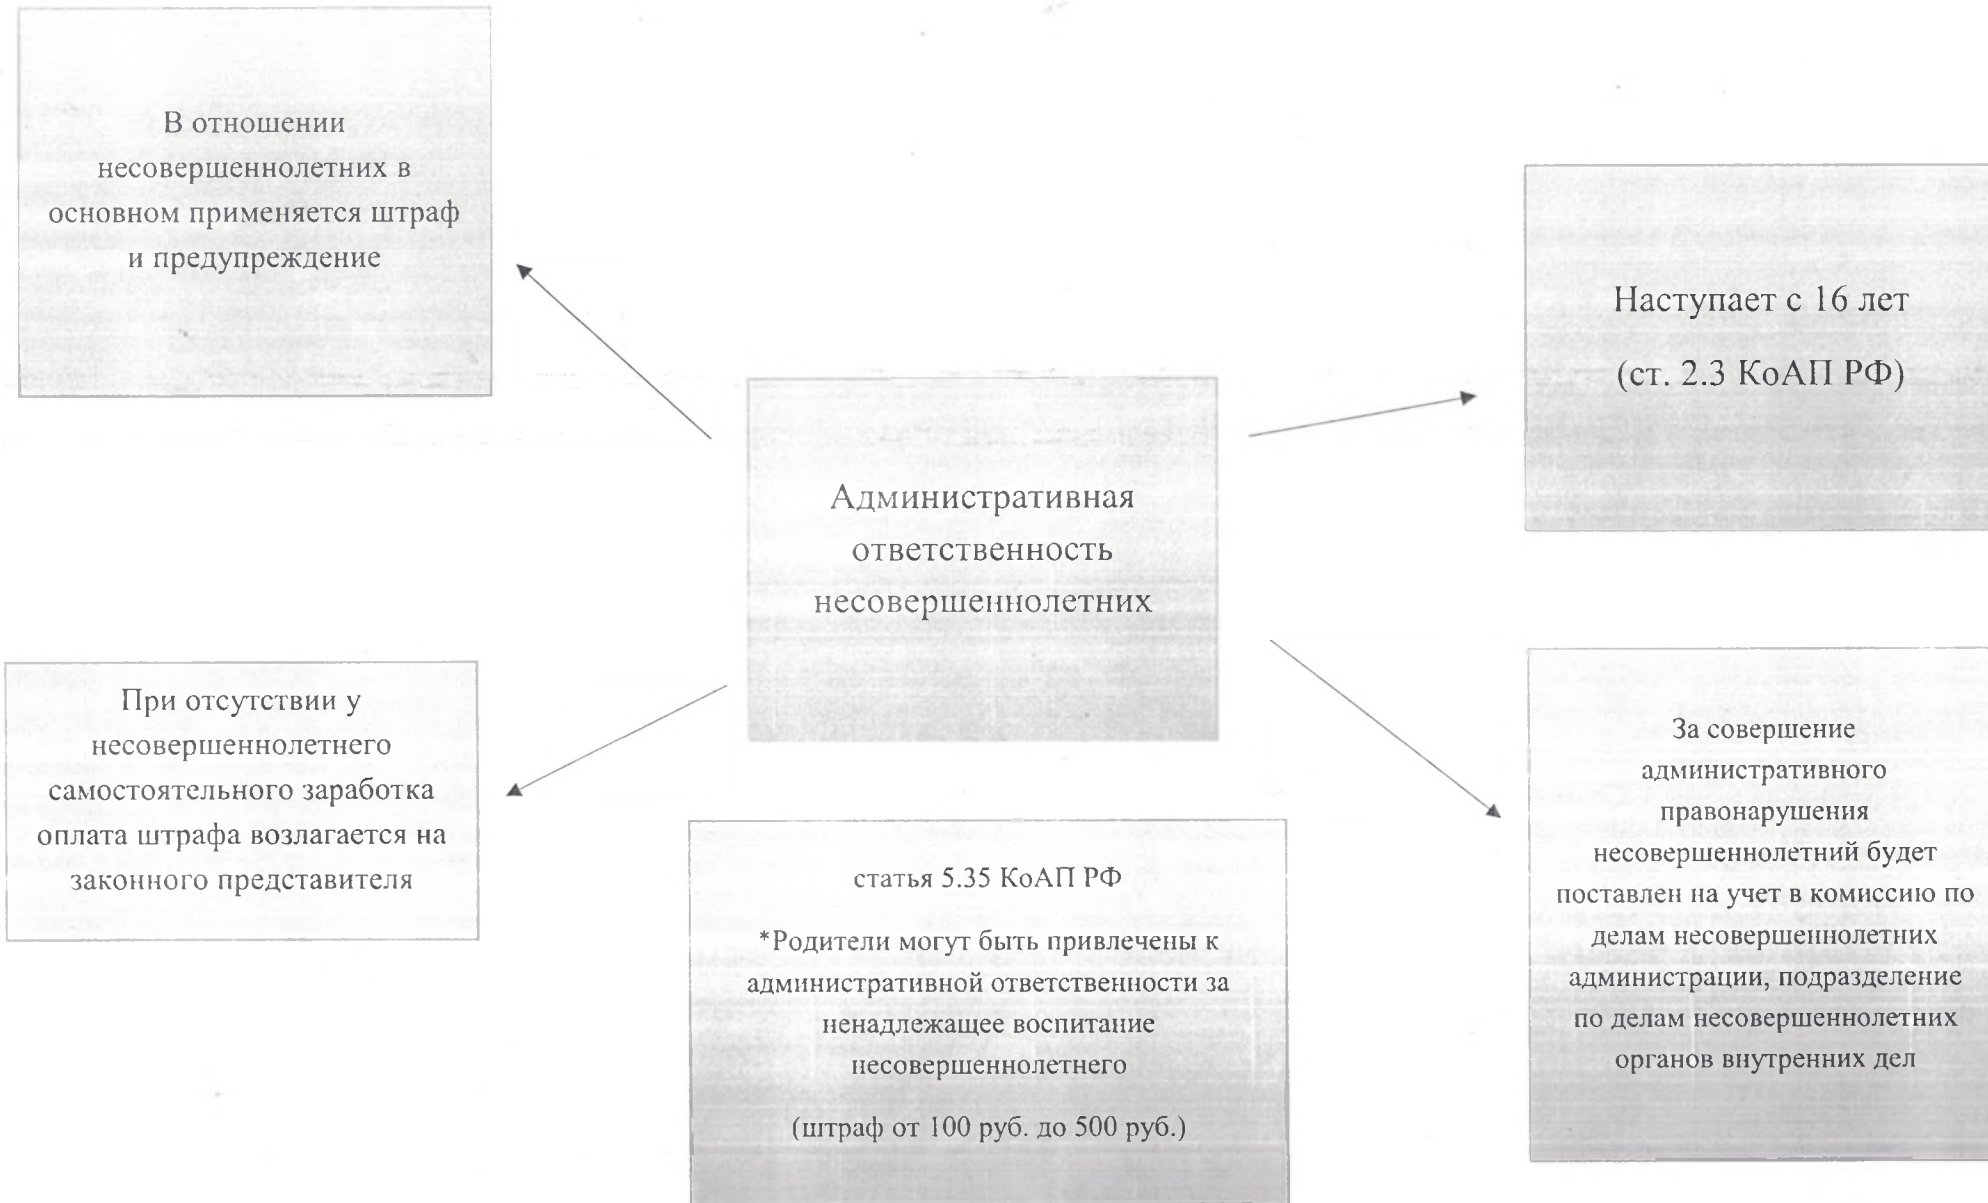 В отношении
несовершеннолетних в
основном применяется штраф
и предупреждение
Наступает с 16 лет
(ст. 2.3 КоАП РФ)
Административная
ответственность
несовершеннолетних
При отсутствии у
несовершеннолетнего
самостоятельного заработка
оплата штрафа возлагается на
законного представителя
За совершение
административного
правонарушения
несовершеннолетний будет
поставлен на учет в комиссию по
делам несовершеннолетних
администрации, подразделение
по делам несовершеннолетних
органов внутренних дел
статья 5.35 КоАП РФ
*Родители могут быть привлечены к
административной ответственности за
ненадлежащее воспитание
несовершеннолетнего
(штраф от 100 руб. до 500 руб.)